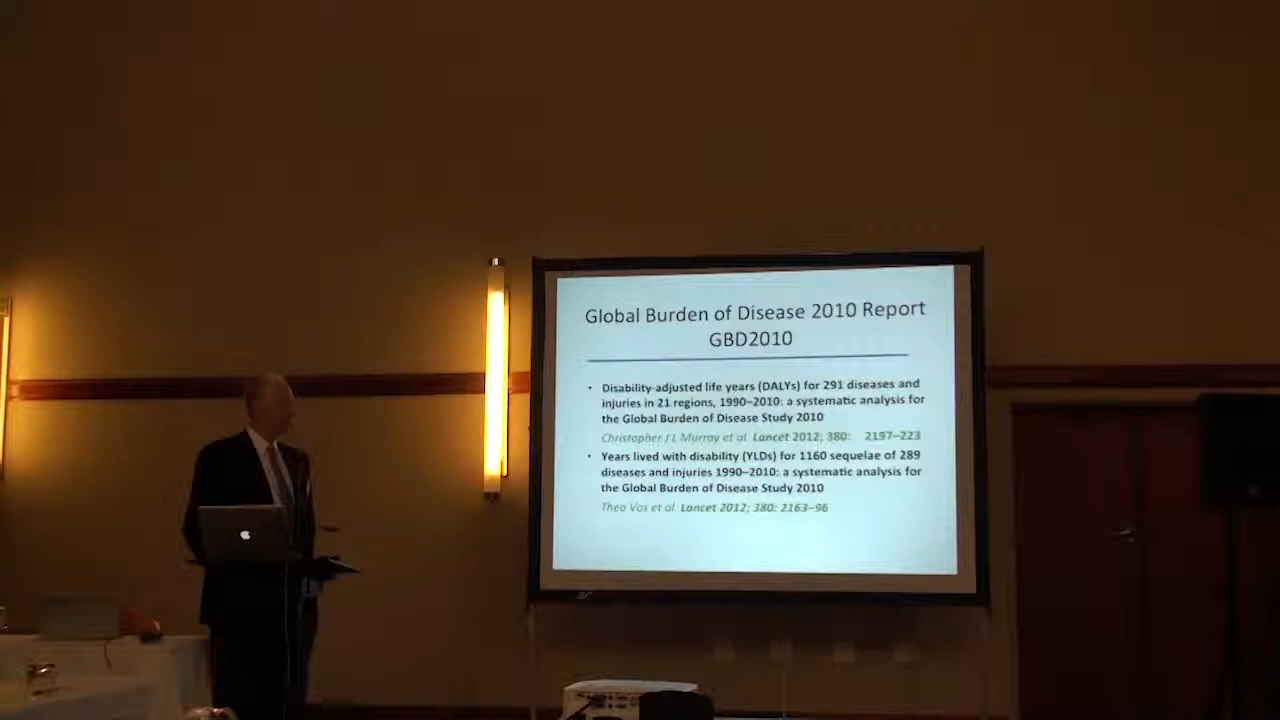 Global Burden of Disease 2010 Report
GBD2010
• Disability-adjusted life years (DALYs) for 291 diseases and
injuries in 21 regions, 1990–2010: a systematic analysis for
the Global Burden of Disease Study 2010
Christopher J L Murray et al. Lancet 2012; 380: 2197–223
• Years lived with disability (YLDs) for 1160 sequelae of 289
diseases and injuries 1990–2010: a systematic analysis for
the Global Burden of Disease Study 2010
Theo Vos et al. Lancet 2012; 380: 2163–96